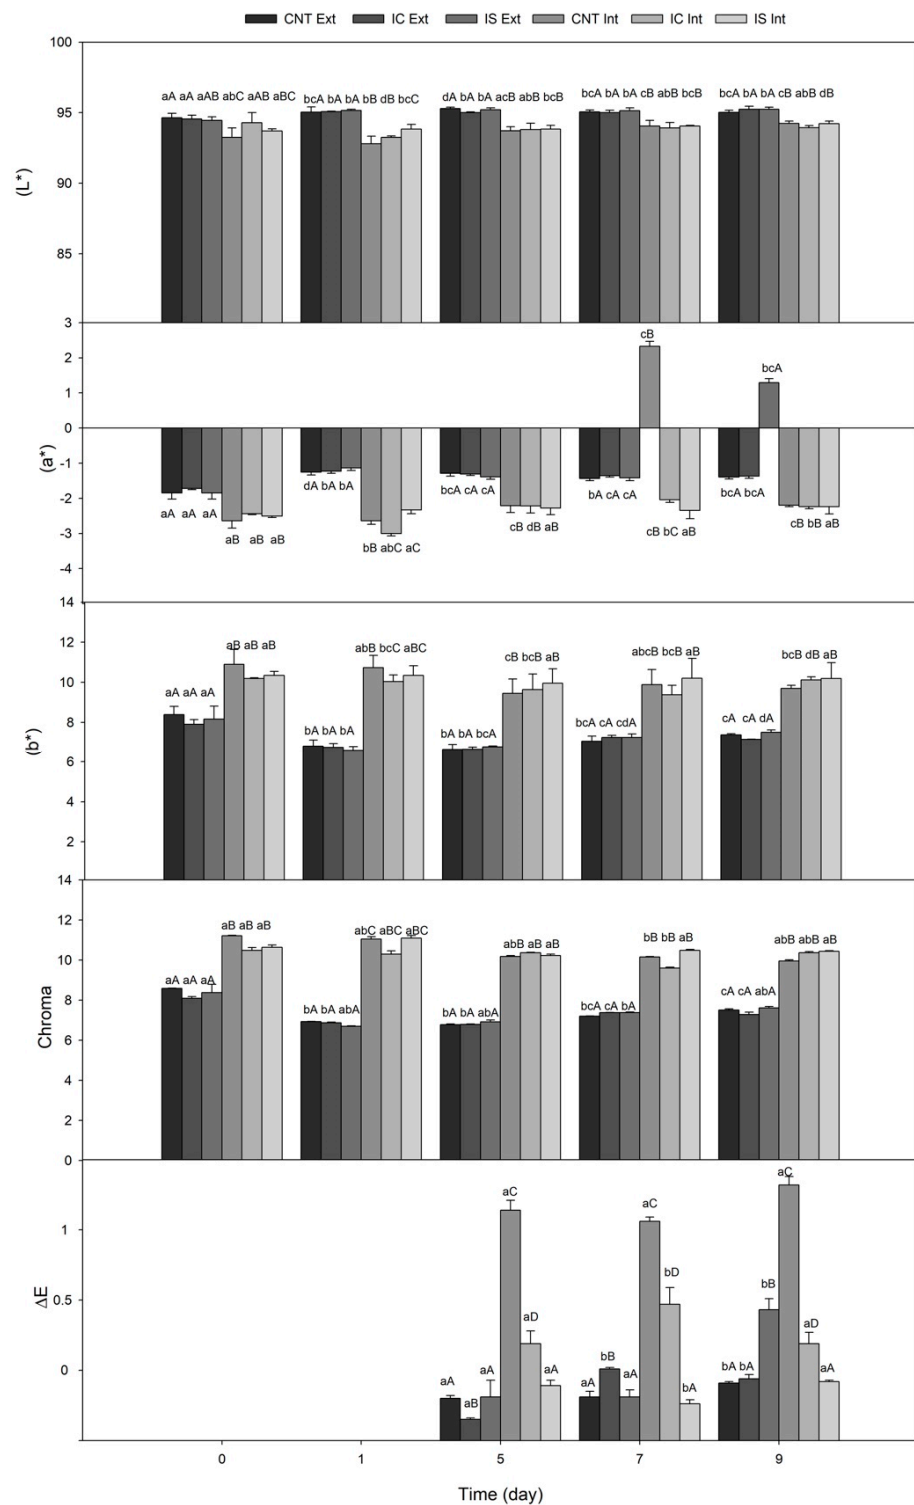 CNT Ext IC Ext IS Ext CNT Int IC Int IS Int
100
aA aA aAB abC aAB aBC bcA bA bA bB dB bcC dA bA bA acB abB bcB bcA bA bA cB abB bcB bcA bA bA cB abB dB
95
90
85
(L*)
3
cB
2
bcA
1
0
-1
(a*)
dA bA bA bcA cA cA bA cA cA bcA bcA
-2
aA aA aA
cB dB aB cB bC aB cB bB aB
aB aB aB bB abC aC
-3
-4
14
12
aB aB aB abB bcC aBC cB bcB aB abcB bcB aB bcB dB aB
10
aA aA aA
8
bcA cA cdA cA cA dA
bA bA bA bA bA bcA
(b*)
6
4
2
14
12
aB aB aB abC aBC aBC
abB aB aB bB bB aB abB abB aB
10
aA aA aA
8
cA cA abA
bA bA abA bA bA abA bcA cA bA
Chroma
6
4
2
0
aC
aC aC
1
bD
0.5
ΔE
bB
aD aD
bB
0
aA aA aA aA aA bA bA bA aA
aB
0 1 5 7 9
Time (day)